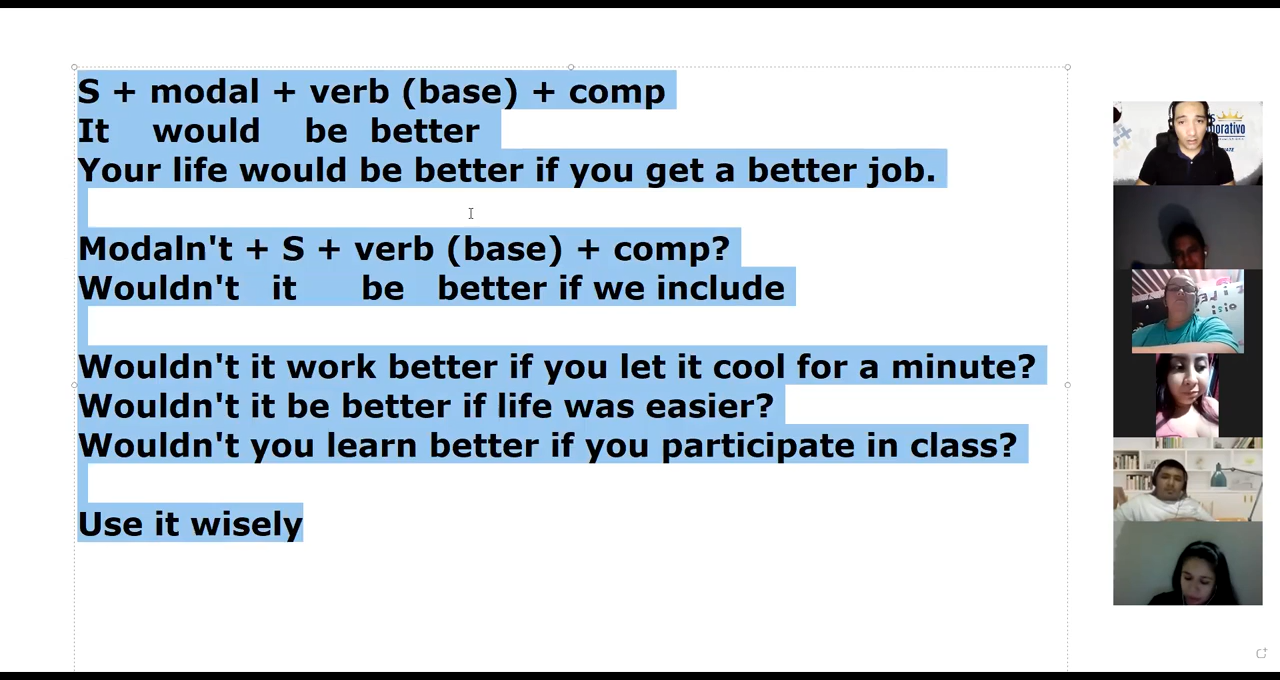 S + modal + verb (base) + comp
It would be better
Your life would be better if you get a better job.
Modaln't + S + verb (base) + comp?
Wouldn't it be better if we include
Wouldn't it work better if you let it cool for a minute?
Wouldn't it be better if life was easier?
Wouldn't you learn better if you participate in class?
Use it wisely